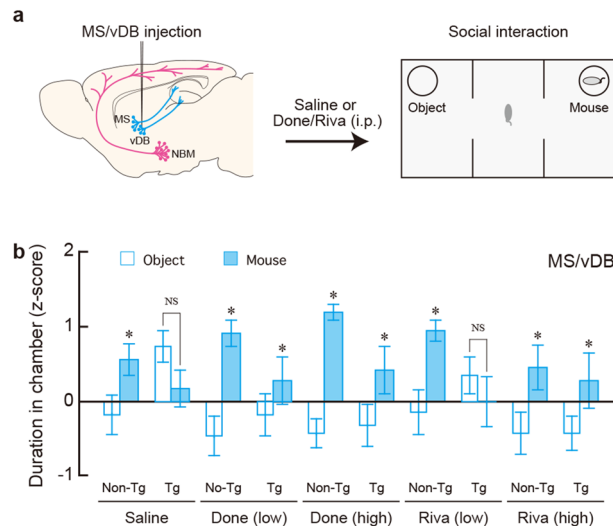 a
MS/vDB injection
MS
vDB
NBM
Saline or
Done/Riva (i.p.)
Social interaction
Object
Mouse
b
Duration in chamber (z-score)
2
1
0
-1
Object
Mouse
MS/vDB
*
NS
*
*
*
*
*
NS
*
*
Non-Tg Tg No-Tg Tg Non-Tg Tg Non-Tg Tg Non-Tg Tg
Saline Done (low) Done (high) Riva (low) Riva (high)